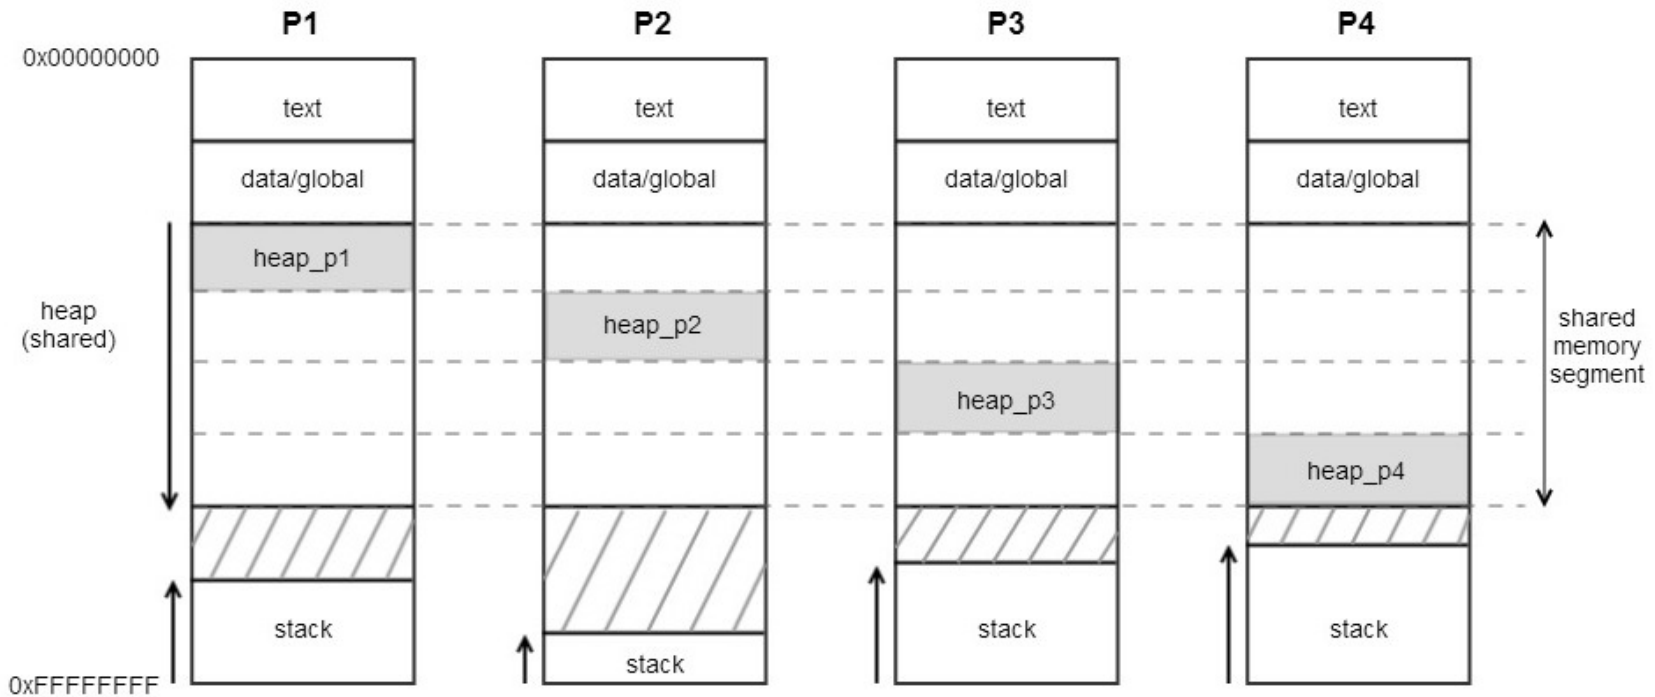 P1 P2 P3 P4
0x00000000
text text text text
data/global data/global data/global data/global
heap_p1
heap
(shared)
heap_p2
heap_p3
heap_p4
shared
memory
segment
stack stack stack stack
0xFFFFFFFF